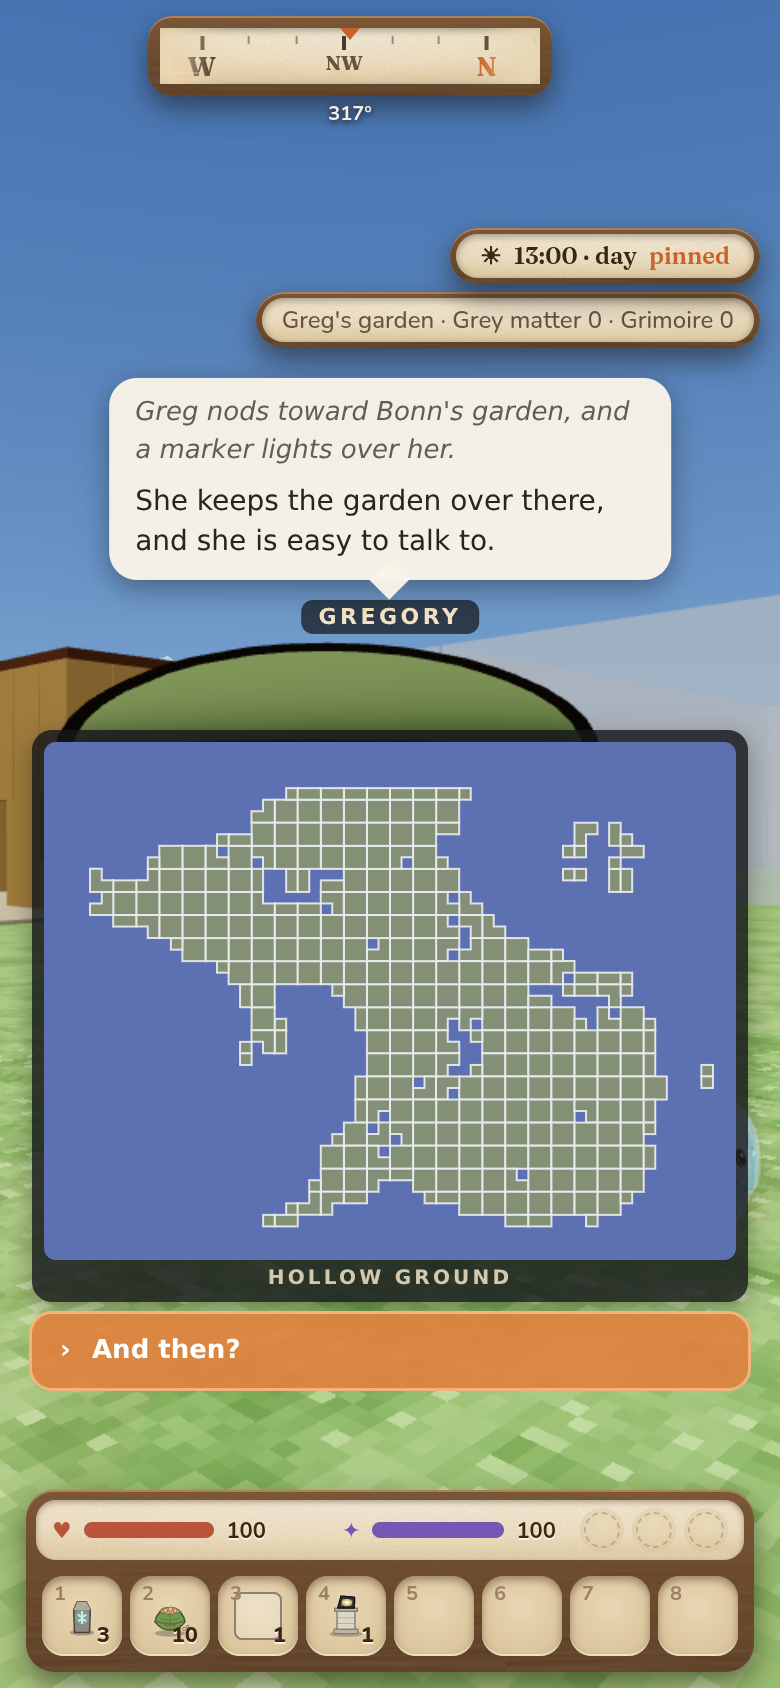 W NW N
317°
13:00 · day pinned
Greg's garden · Grey matter 0 · Grimoire 0
Greg nods toward Bonn's garden, and
a marker lights over her.
She keeps the garden over there,
and she is easy to talk to.
GREGORY
HOLLOW GROUND
› And then?
100 100
1 2 3 4 5 6 7 8
3 10 1 1